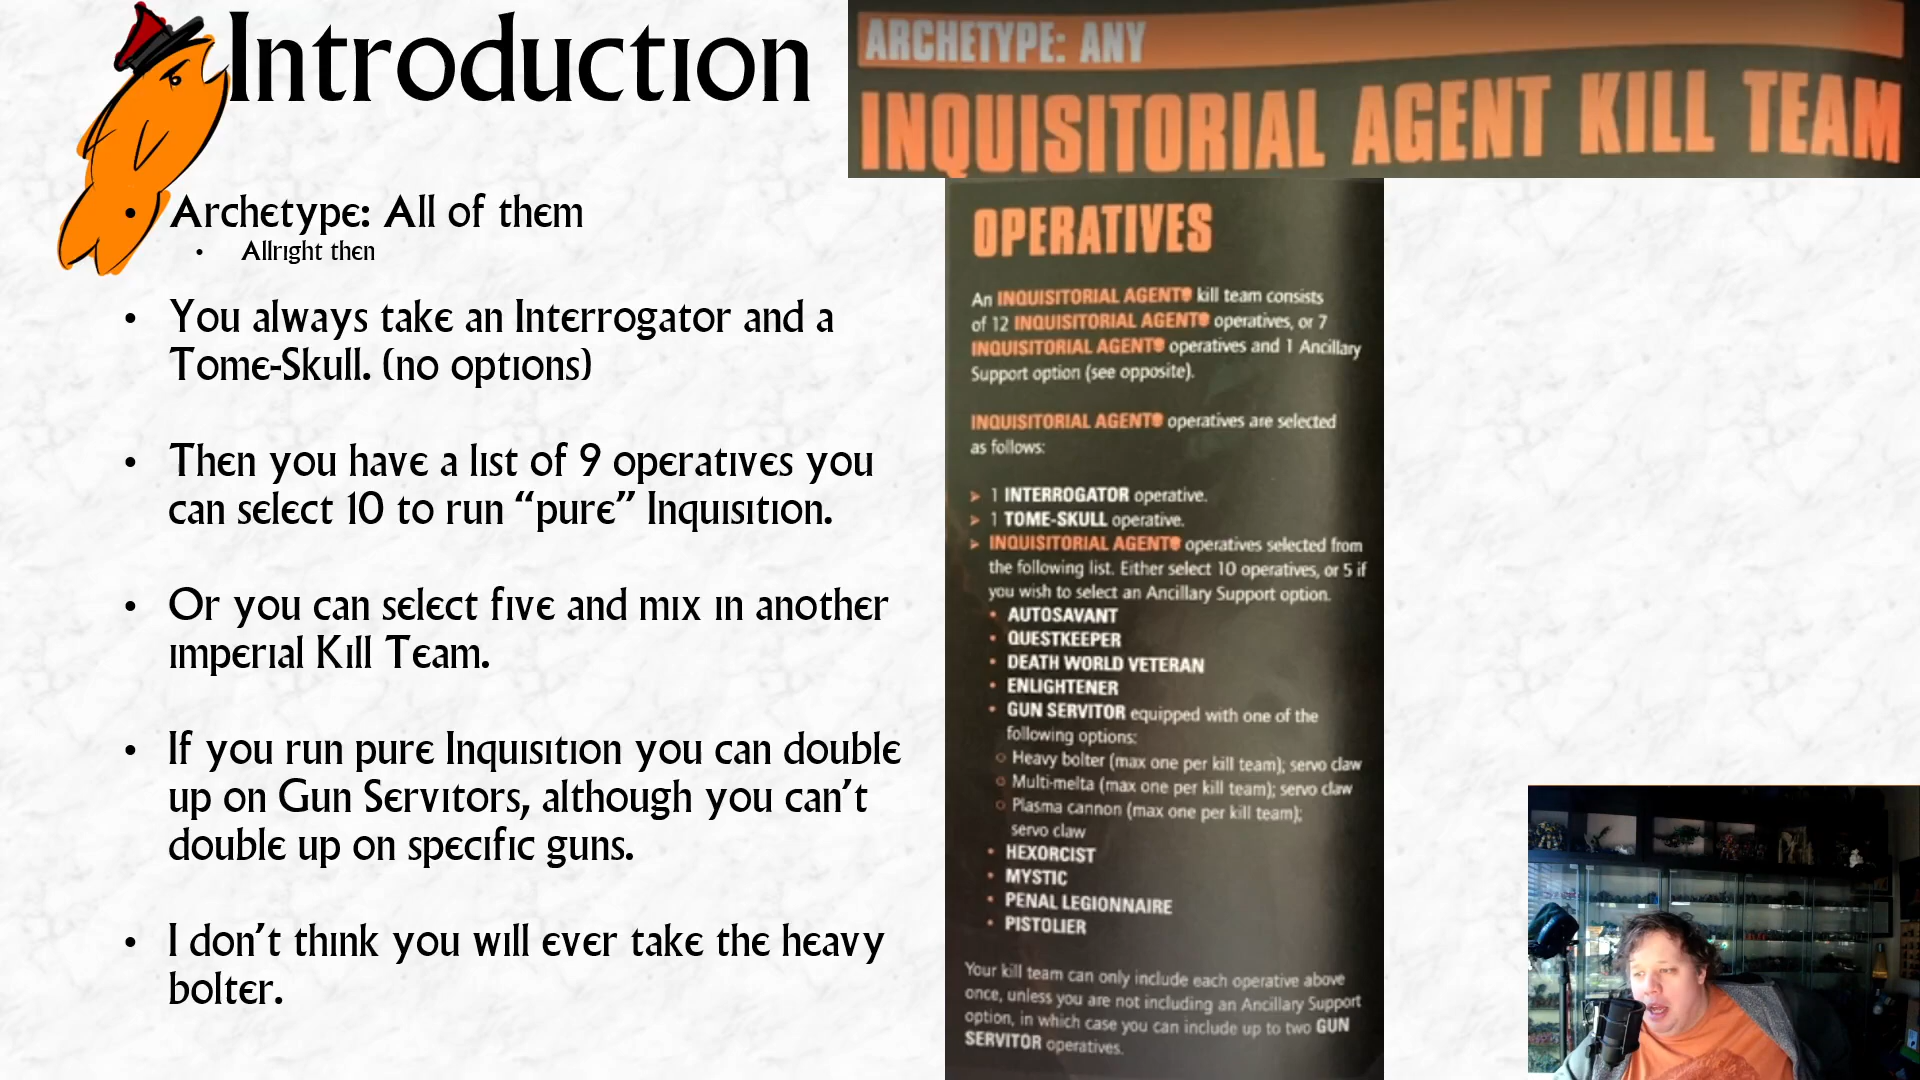 Introduction
• Archetype: All of them
• Allright then
• You always take an Interrogator and a
Tome-Skull. (no options)
• Then you have a list of 9 operatives you
can select 10 to run “pure” Inquisition.
• Or you can select five and mix in another
imperial Kill Team.
• If you run pure Inquisition you can double
up on Gun Servitors, although you can’t
double up on specific guns.
• I don’t think you will ever take the heavy
bolter.
ARCHETYPE: ANY
INQUISITORIAL AGENT KILL TEAM
OPERATIVES
An INQUISITORIAL AGENT kill team consists
of 12 INQUISITORIAL AGENT operatives, or 7
INQUISITORIAL AGENT operatives and 1 Ancillary
Support option (see opposite).
INQUISITORIAL AGENT operatives are selected
as follows:
➤ 1 INTERROGATOR operative.
➤ 1 TOME-SKULL operative.
➤ INQUISITORIAL AGENT operatives selected from
the following list. Either select 10 operatives, or 5 if
you wish to select an Ancillary Support option.
• AUTOSAVANT
• QUESTKEEPER
• DEATH WORLD VETERAN
• ENLIGHTENER
• GUN SERVITOR equipped with one of the
following options:
○ Heavy bolter (max one per kill team); servo claw
○ Multi-melta (max one per kill team); servo claw
○ Plasma cannon (max one per kill team);
servo claw
• HEXORCIST
• MYSTIC
• PENAL LEGIONNAIRE
• PISTOLIER
Your kill team can only include each operative above
once, unless you are not including an Ancillary Support
option, in which case you can include up to two GUN
SERVITOR operatives.